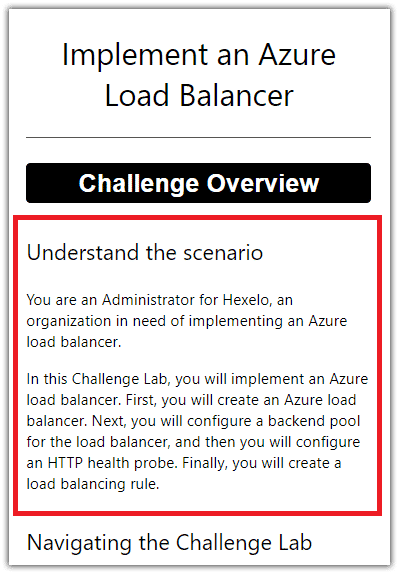 Implement an Azure
Load Balancer
Challenge Overview
Understand the scenario
You are an Administrator for Hexelo, an
organization in need of implementing an Azure
load balancer.
In this Challenge Lab, you will implement an Azure
load balancer. First, you will create an Azure load
balancer. Next, you will configure a backend pool
for the load balancer, and then you will configure
an HTTP health probe. Finally, you will create a
load balancing rule.
Navigating the Challenge Lab